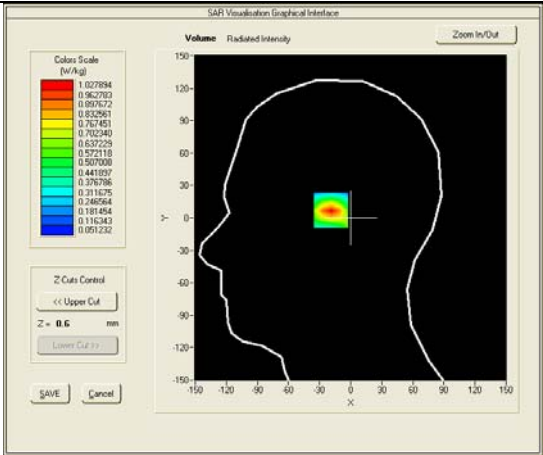 SAR Visualisation Graphical Interface
Volume Radiated Intensity
Zoom In/Out
Colors Scale
(W/kg)
1.027894
0.962783
0.897672
0.832561
0.767451
0.702340
0.637229
0.572118
0.507008
0.441897
0.376786
0.311675
0.246564
0.181454
0.116343
0.051232
Z Cuts Control
<< Upper Cut
Z = 0.6 mm
Lower Cut >>
SAVE Cancel
150
120
90
60
30
0
-30
-60
-90
-120
-150
Y
-150 -120 -90 -60 -30 0 30 60 90 120 150
X